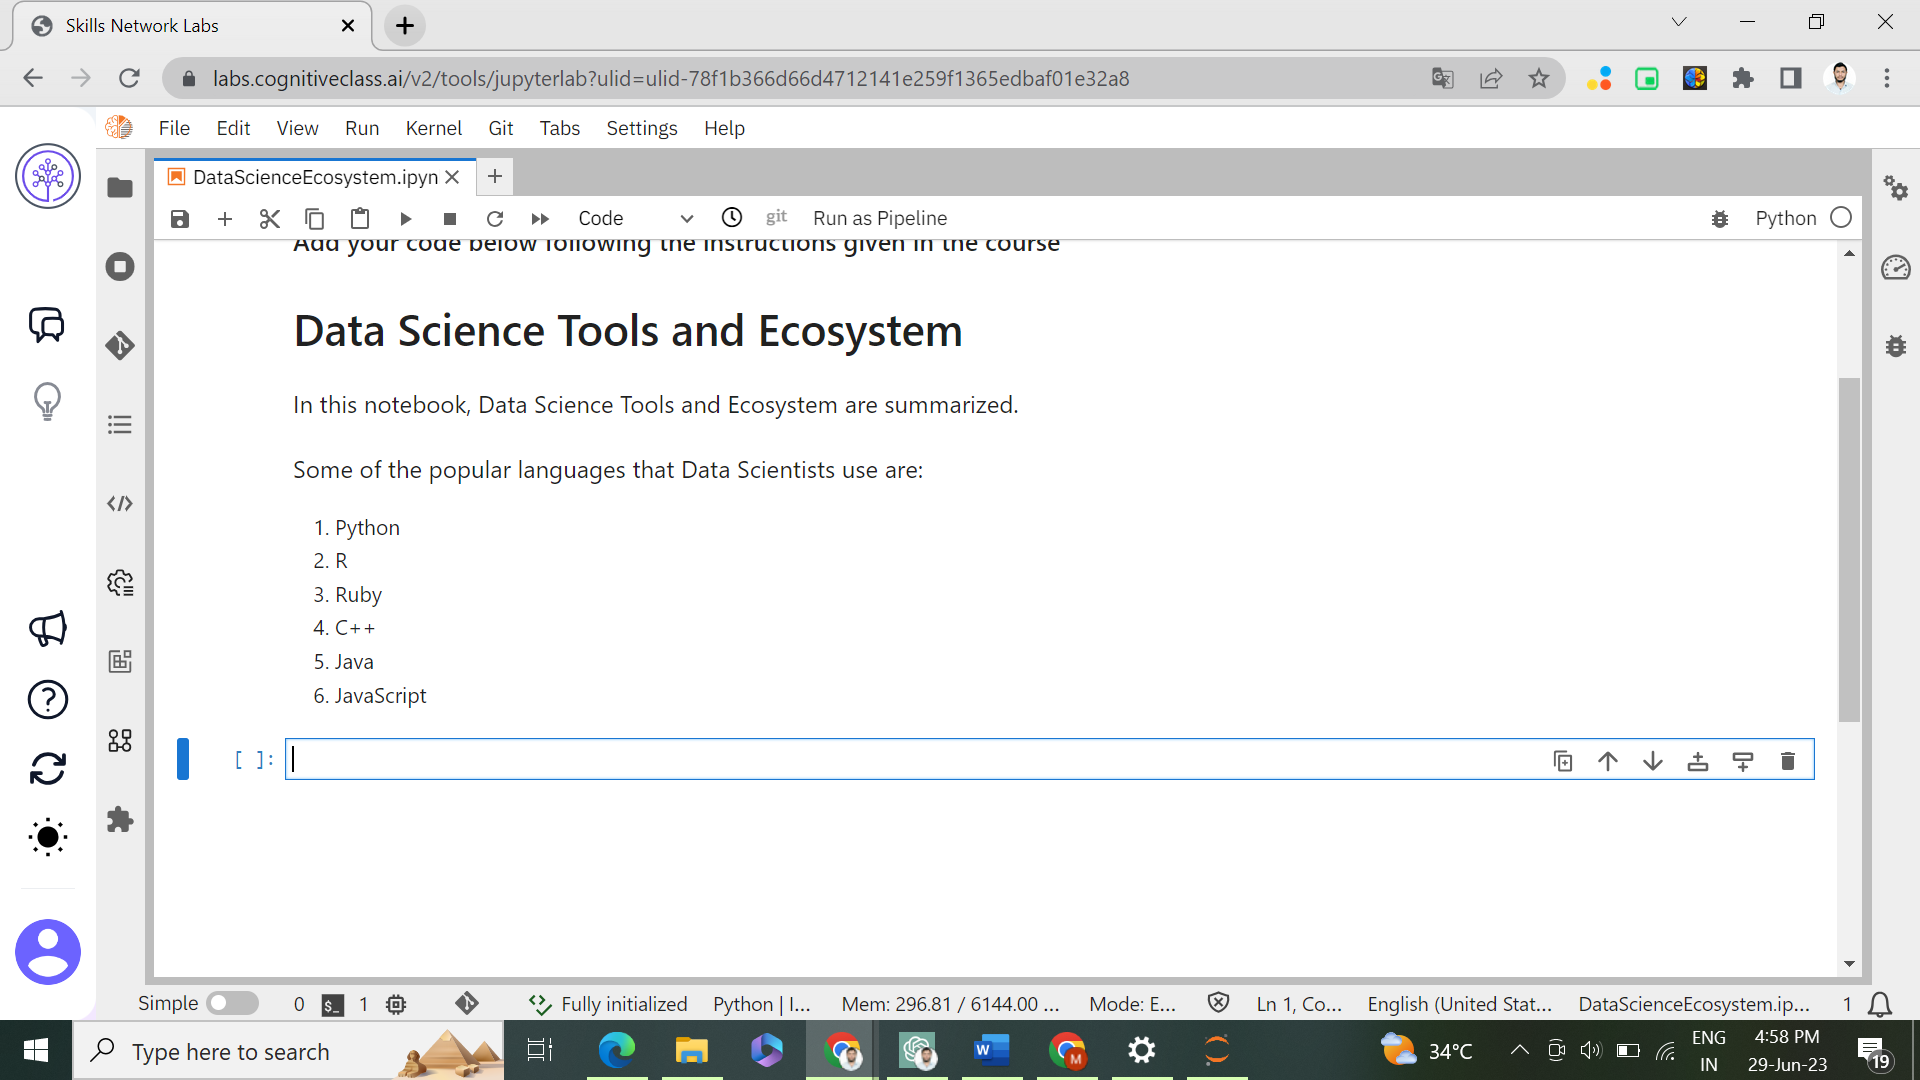 Skills Network Labs
labs.cognitiveclass.ai/v2/tools/jupyterlab?ulid=ulid-78f1b366d66d4712141e259f1365edbaf01e32a8
File Edit View Run Kernel Git Tabs Settings Help
DataScienceEcosystem.ipyn
Code git Run as Pipeline Python
Add your code below following the instructions given in the course
Data Science Tools and Ecosystem
In this notebook, Data Science Tools and Ecosystem are summarized.
Some of the popular languages that Data Scientists use are:
1. Python
2. R
3. Ruby
4. C++
5. Java
6. JavaScript
[ ]:
Simple 0 $_ 1 Fully initialized Python | I... Mem: 296.81 / 6144.00 ... Mode: E... Ln 1, Co... English (United Stat... DataScienceEcosystem.ip... 1
Type here to search W M 34°C ENG IN 4:58 PM 29-Jun-23 19